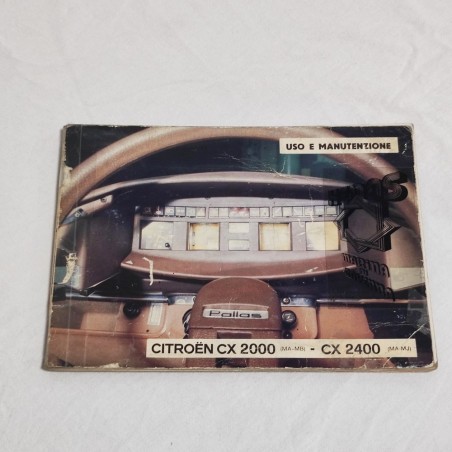 USO E MANUTENZIONE
Pallas
CITROËN CX 2000 (MA-MB) - CX 2400 (MA-MJ)